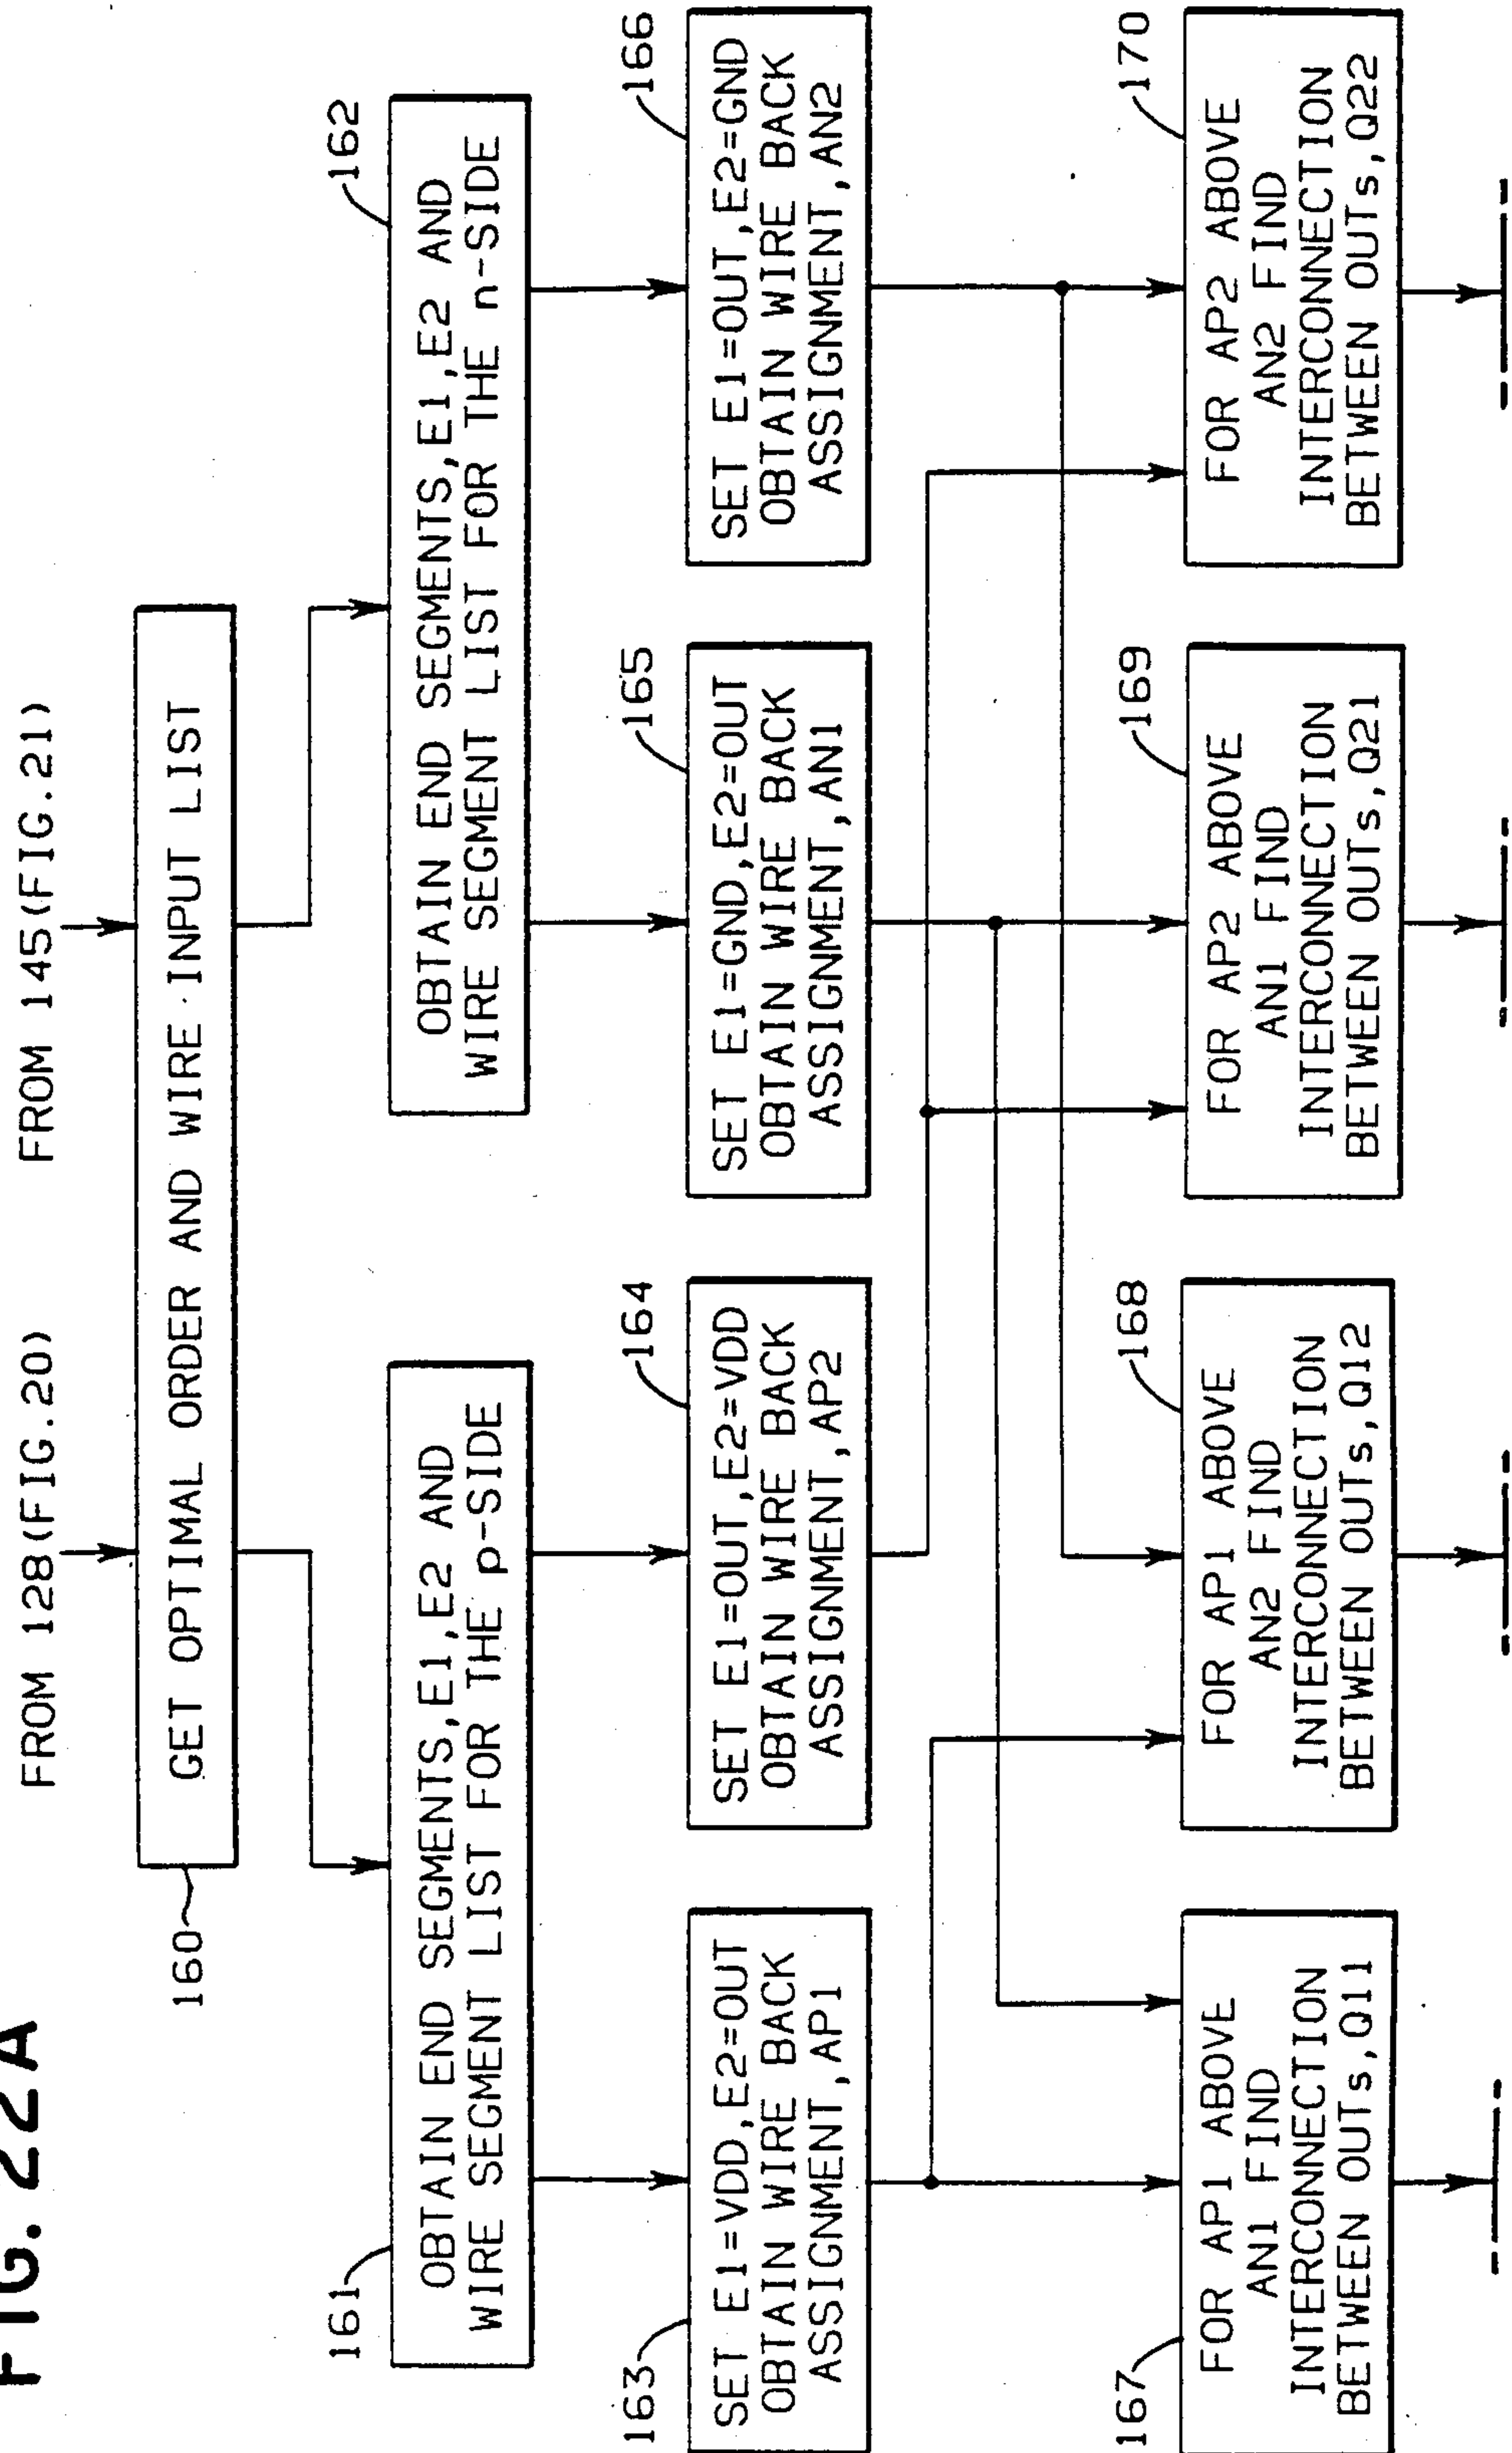 FIG. 22A
FROM 128(FIG.20)
FROM 145(FIG.21)
160
GET OPTIMAL ORDER AND WIRE INPUT LIST
161
OBTAIN END SEGMENTS,E1,E2 AND
WIRE SEGMENT LIST FOR THE p-SIDE
162
OBTAIN END SEGMENTS,E1,E2 AND
WIRE SEGMENT LIST FOR THE n-SIDE
163
SET E1=VDD,E2=OUT
OBTAIN WIRE BACK
ASSIGNMENT,AP1
164
SET E1=OUT,E2=VDD
OBTAIN WIRE BACK
ASSIGNMENT,AP2
165
SET E1=GND,E2=OUT
OBTAIN WIRE BACK
ASSIGNMENT,AN1
166
SET E1=OUT,E2=GND
OBTAIN WIRE BACK
ASSIGNMENT,AN2
167
FOR AP1 ABOVE
AN1 FIND
INTERCONNECTION
BETWEEN OUTs,Q11
168
FOR AP1 ABOVE
AN2 FIND
INTERCONNECTION
BETWEEN OUTs,Q12
169
FOR AP2 ABOVE
AN1 FIND
INTERCONNECTION
BETWEEN OUTs,Q21
170
FOR AP2 ABOVE
AN2 FIND
INTERCONNECTION
BETWEEN OUTs,Q22